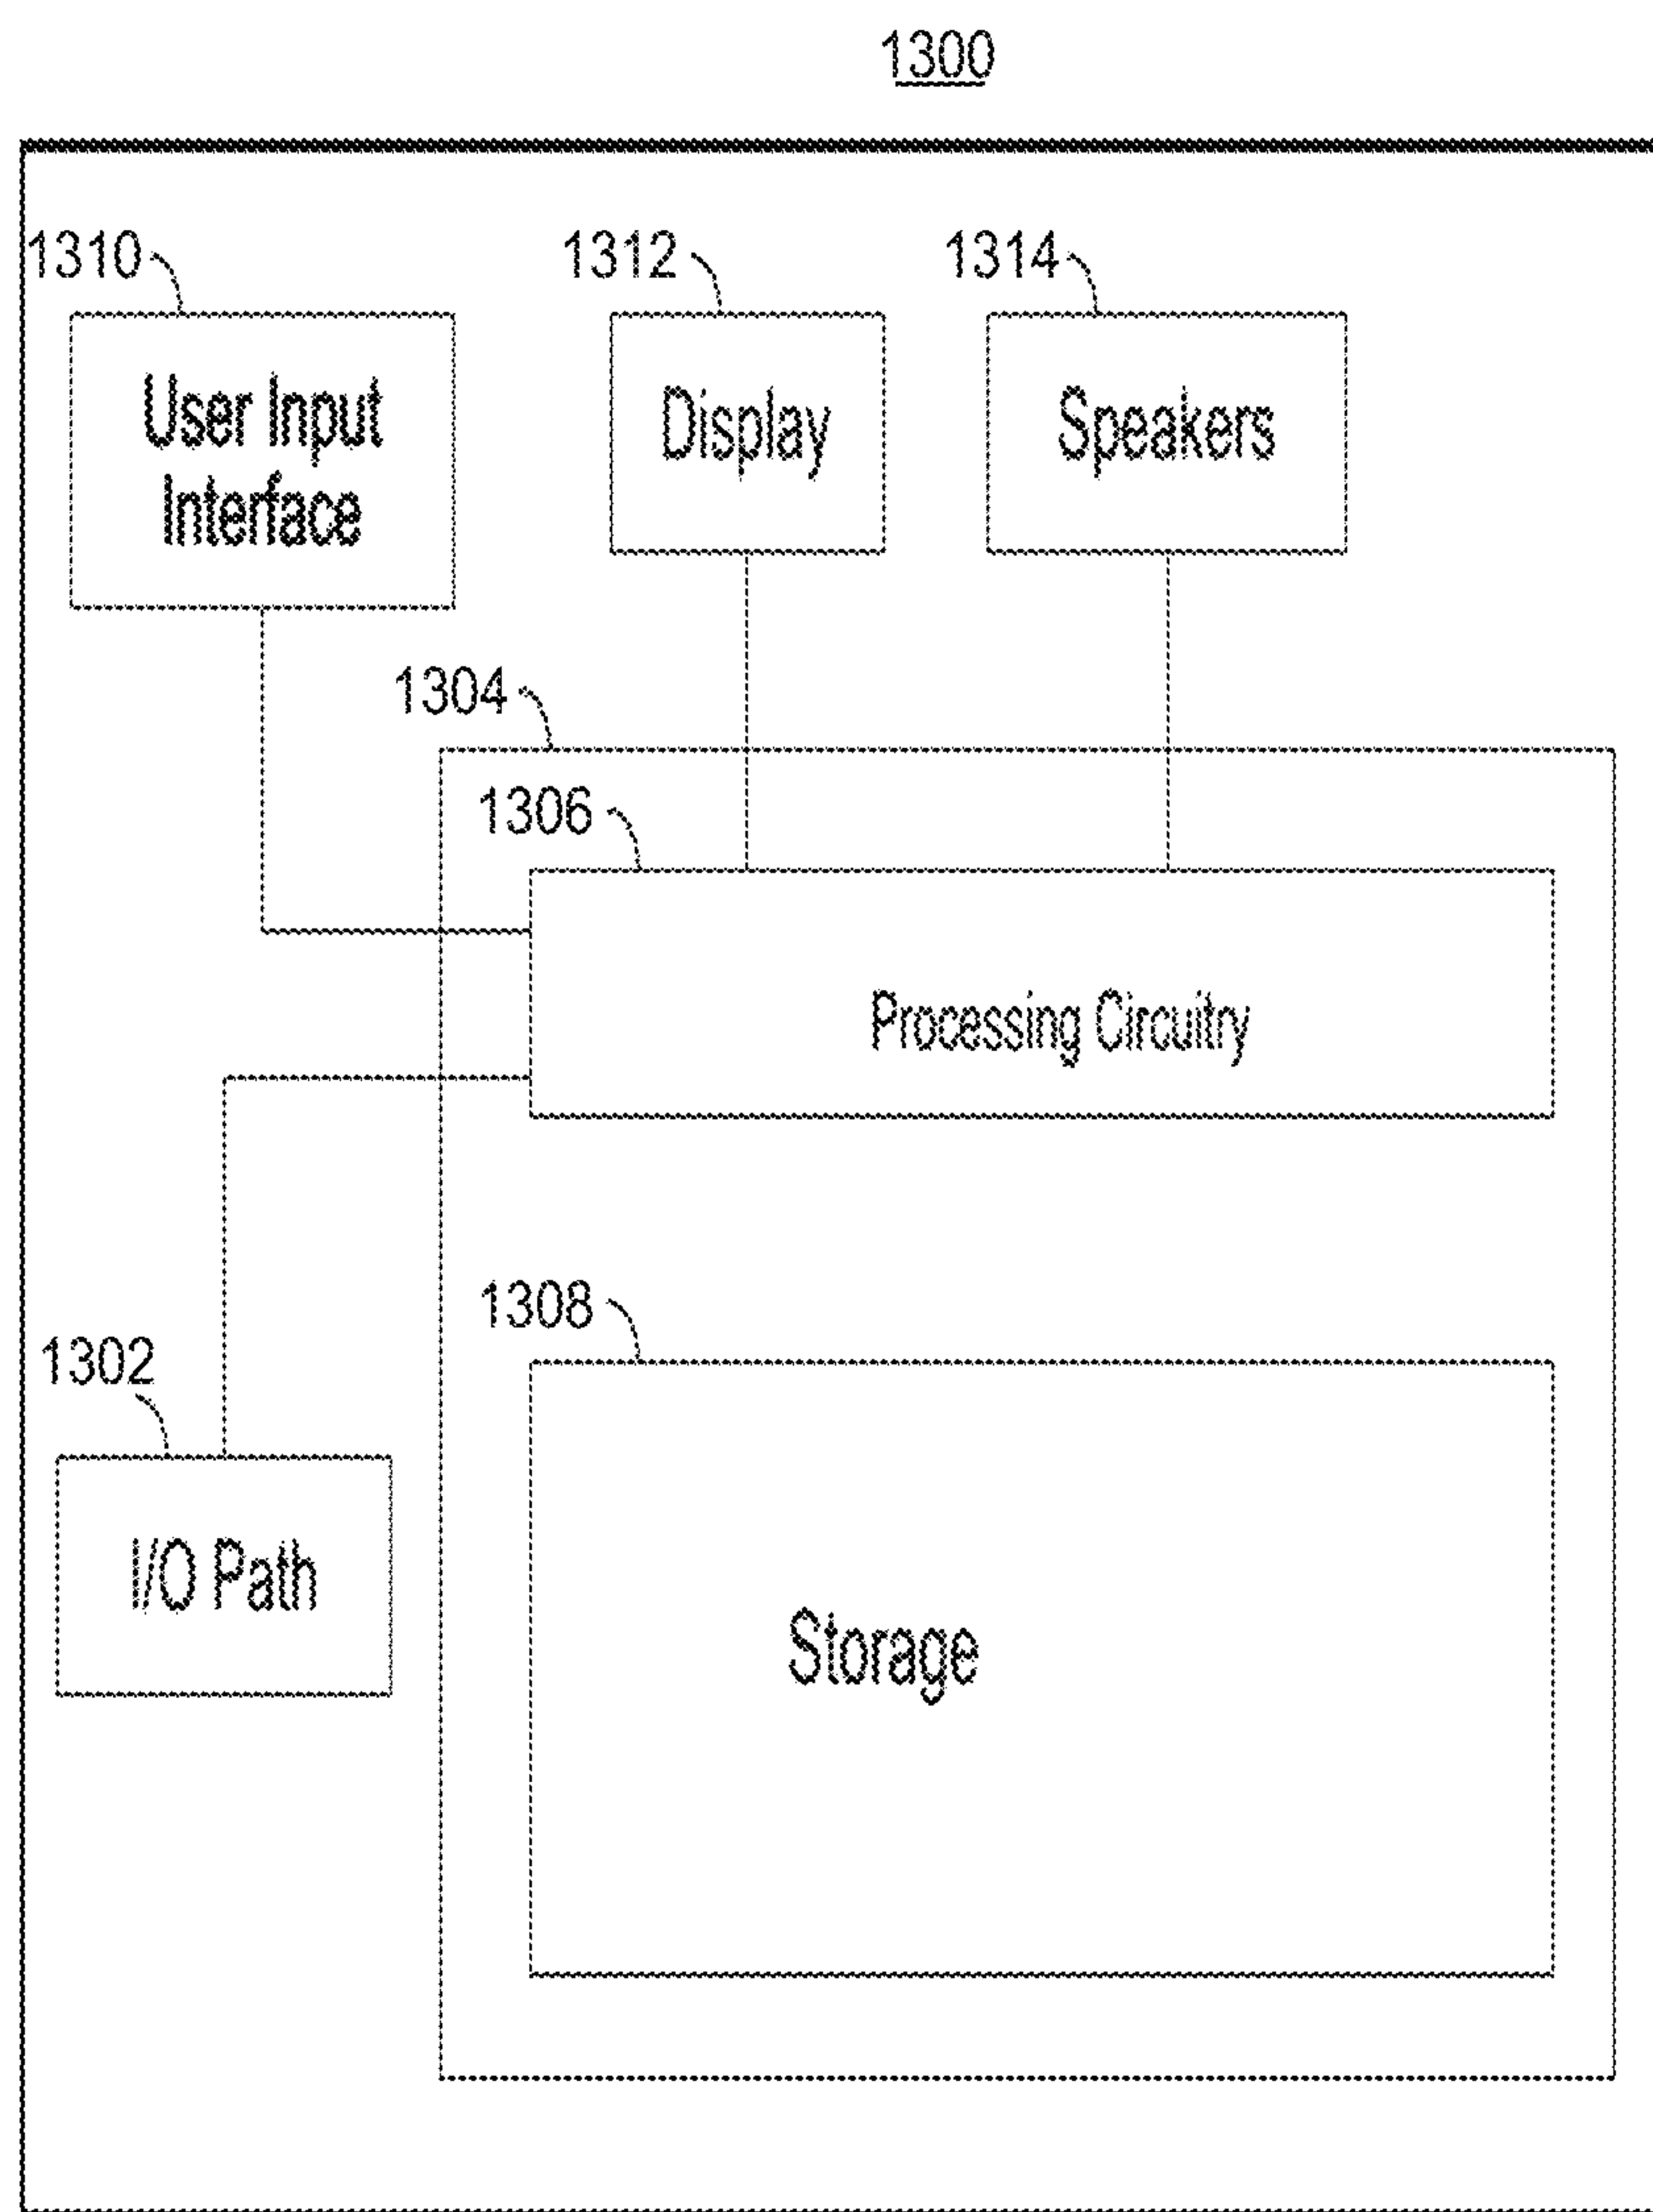 1300
1310
1312
1314
User Input
Interface
Display
Speakers
1304
1306
Processing Circuitry
1308
1302
I/O Path
Storage